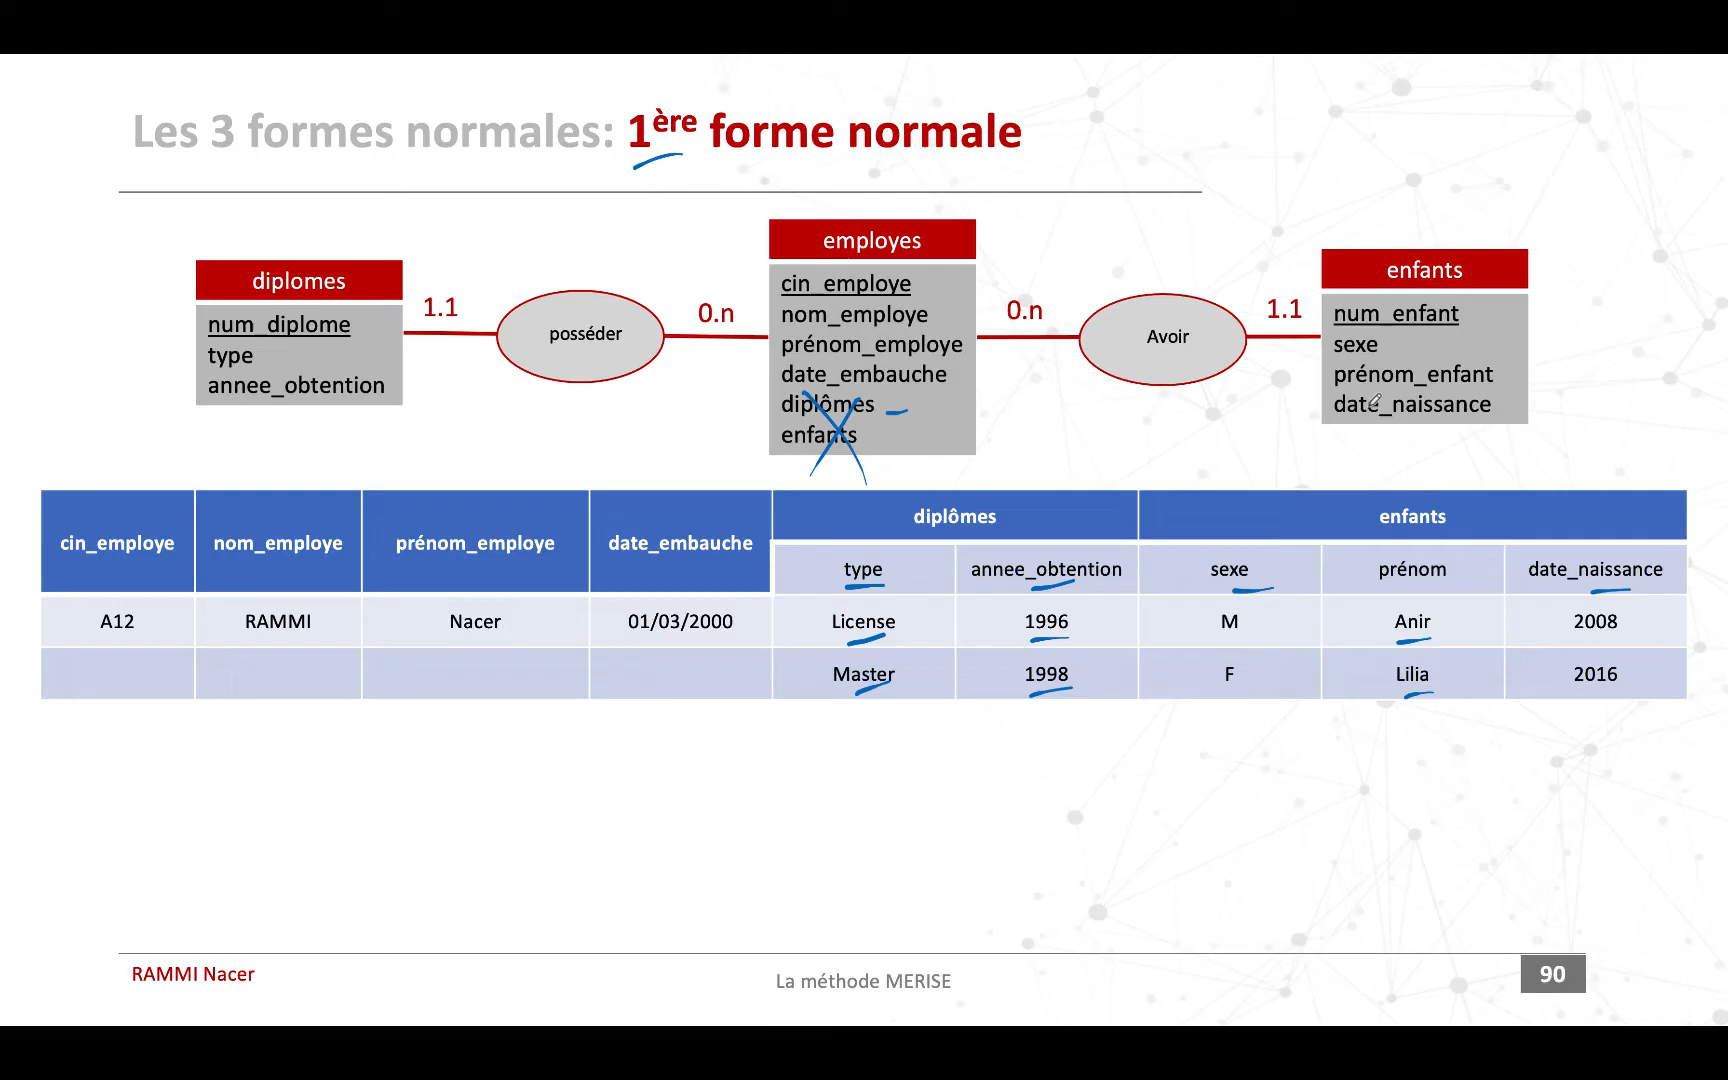 Les 3 formes normales: 1ère forme normale
diplomes
num_diplome
type
annee_obtention
1.1
posséder
0.n
employes
cin_employe
nom_employe
prénom_employe
date_embauche
diplômes
enfants
0.n
Avoir
1.1
enfants
num_enfant
sexe
prénom_enfant
date_naissance
cin_employe nom_employe prénom_employe date_embauche diplômes enfants
type annee_obtention sexe prénom date_naissance
A12 RAMMI Nacer 01/03/2000 License 1996 M Anir 2008
Master 1998 F Lilia 2016
RAMMI Nacer
La méthode MERISE
90